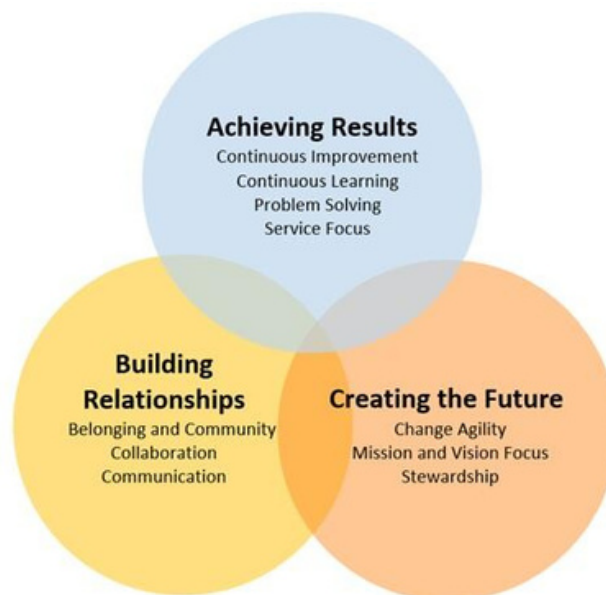 Achieving Results
Continuous Improvement
Continuous Learning
Problem Solving
Service Focus
Building
Relationships
Belonging and Community
Collaboration
Communication
Creating the Future
Change Agility
Mission and Vision Focus
Stewardship